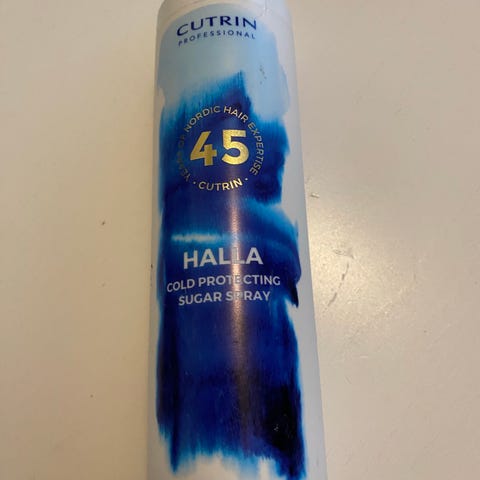 CUTRIN
PROFESSIONAL
YEARS OF NORDIC HAIR EXPERTISE
45
· CUTRIN ·
HALLA
COLD PROTECTING
SUGAR SPRAY